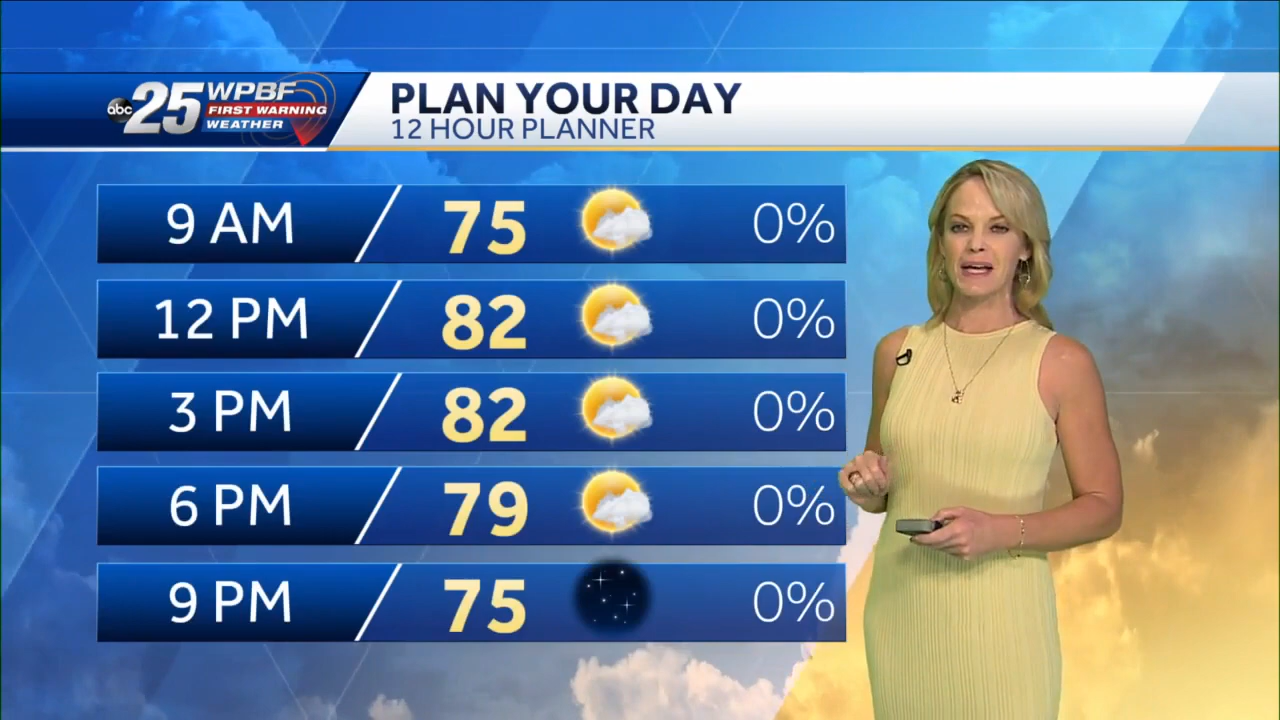 abc 25 WPBF
FIRST WARNING
WEATHER
PLAN YOUR DAY
12 HOUR PLANNER
9 AM 75 0%
12 PM 82 0%
3 PM 82 0%
6 PM 79 0%
9 PM 75 0%